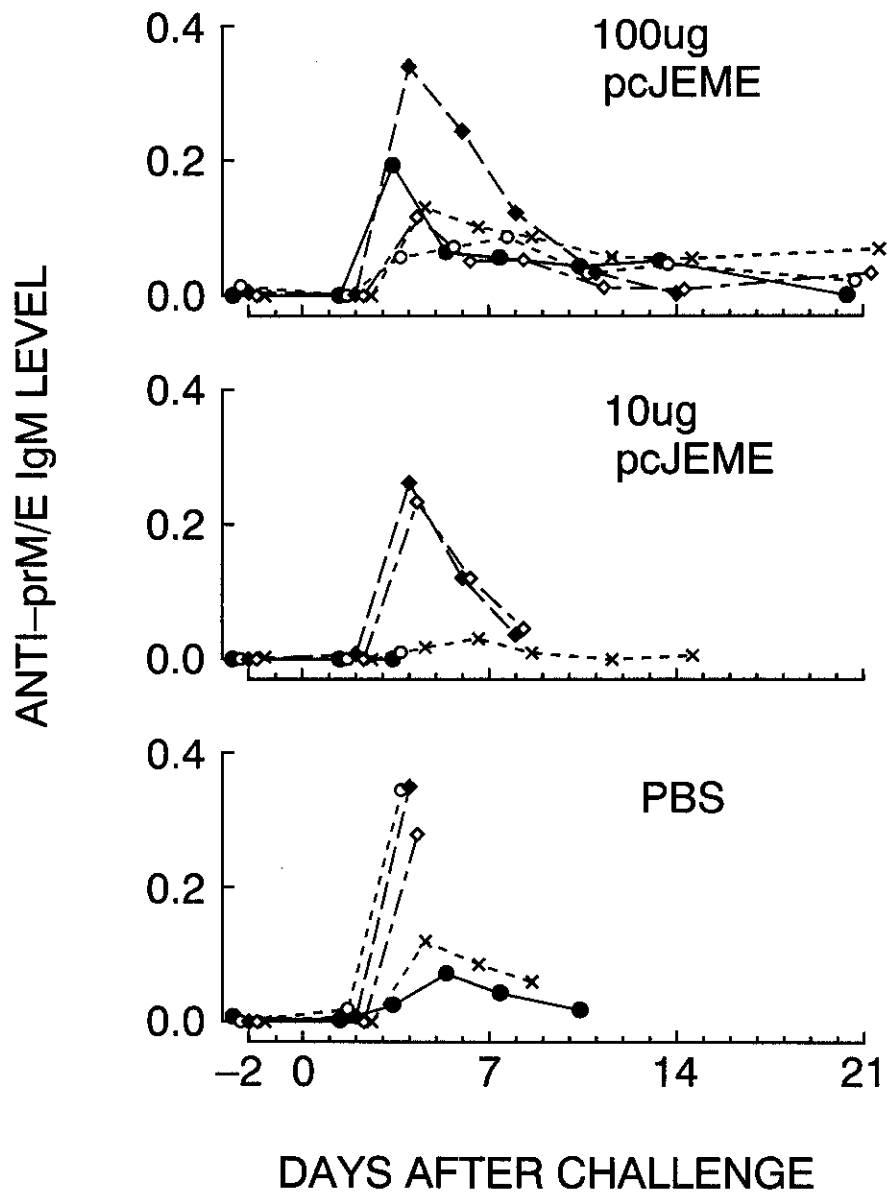 ANTI–prM/E IgM LEVEL
0.4
0.2
0.0
100ug
pcJEME
0.4
0.2
0.0
10ug
pcJEME
0.4
0.2
0.0
PBS
–2 0 7 14 21
DAYS AFTER CHALLENGE